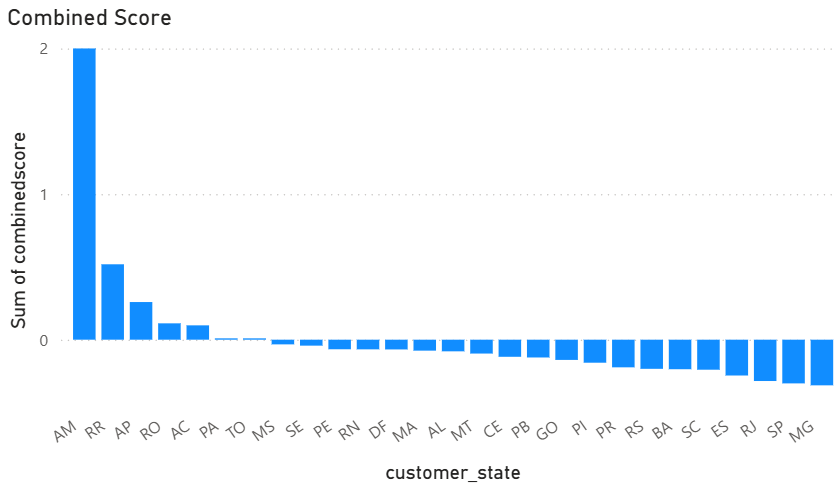 Combined Score
Sum of combinedscore
2
1
0
AM RR AP RO AC PA TO MS SE PE RN DF MA AL MT CE PB GO PI PR RS BA SC ES RJ SP MG
customer_state